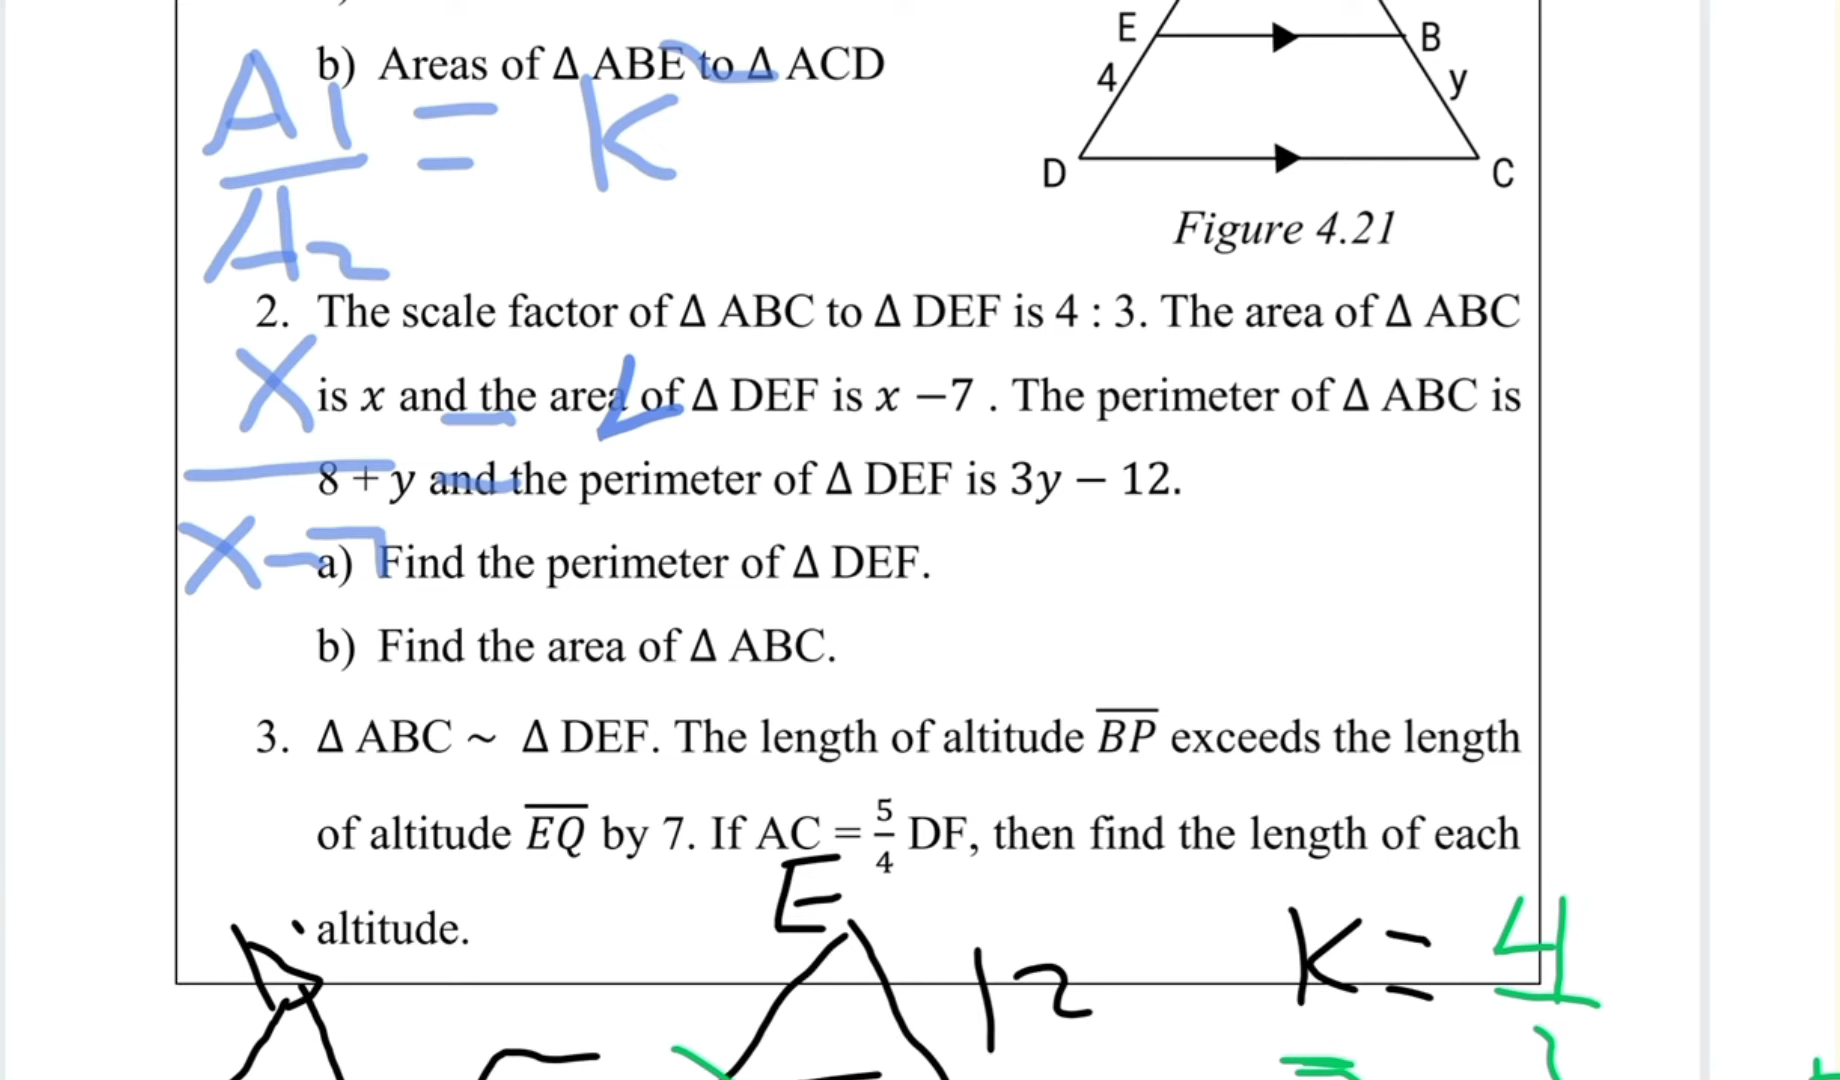 b) Areas of Δ ABE to Δ ACD
E
B
4
y
D
C
Figure 4.21
A1/A2 = K²
2. The scale factor of Δ ABC to Δ DEF is 4 : 3. The area of Δ ABC
is x and the area of Δ DEF is x −7 . The perimeter of Δ ABC is
8 + y and the perimeter of Δ DEF is 3y − 12.
X/X-7 =
a) Find the perimeter of Δ DEF.
b) Find the area of Δ ABC.
3. Δ ABC ~ Δ DEF. The length of altitude BP exceeds the length
of altitude EQ by 7. If AC = 5/4 DF, then find the length of each
altitude.
E
12
K = 4